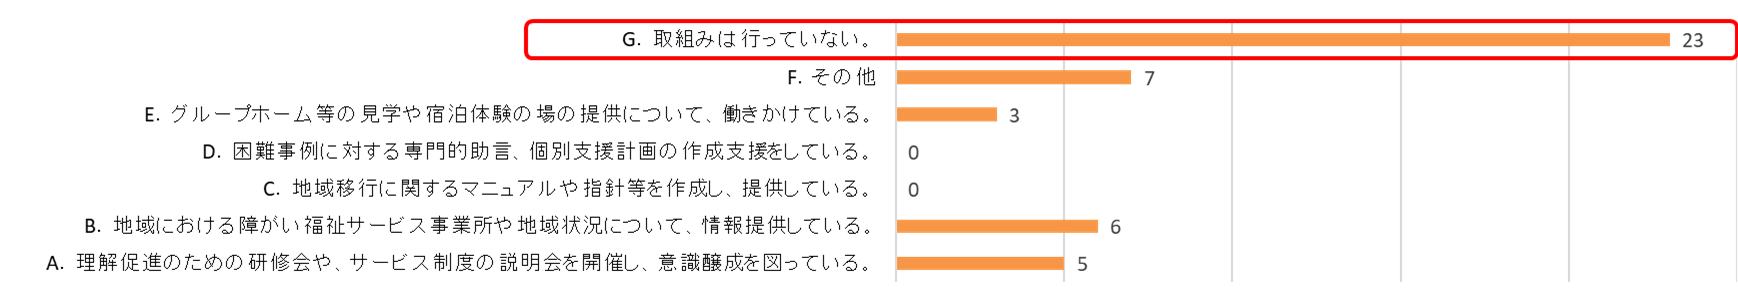 G. 取組みは行っていない。 23
F. その他 7
E. グループホーム等の見学や宿泊体験の場の提供について、働きかけている。 3
D. 困難事例に対する専門的助言、個別支援計画の作成支援をしている。 0
C. 地域移行に関するマニュアルや指針等を作成し、提供している。 0
B. 地域における障がい福祉サービス事業所や地域状況について、情報提供している。 6
A. 理解促進のための研修会や、サービス制度の説明会を開催し、意識醸成を図っている。 5